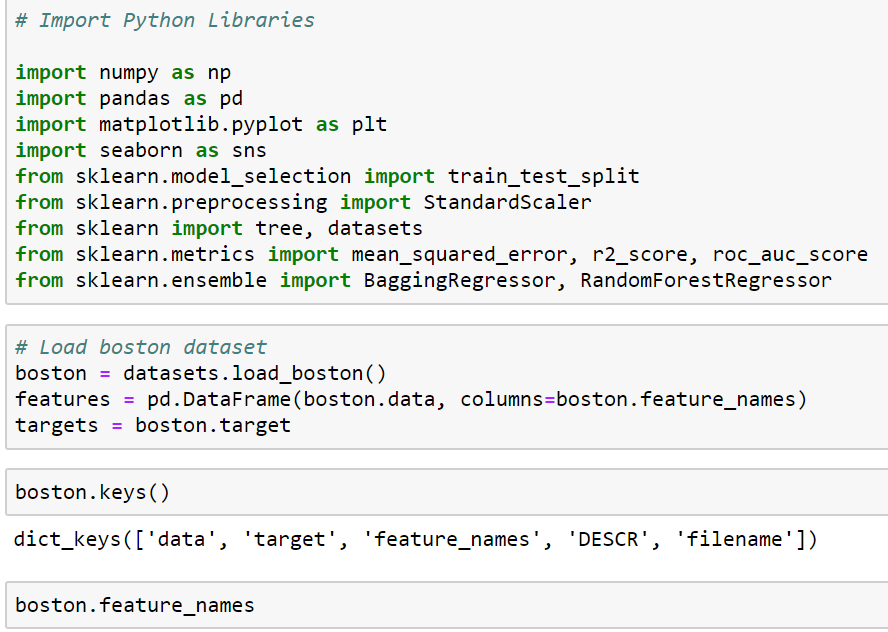 # Import Python Libraries
import numpy as np
import pandas as pd
import matplotlib.pyplot as plt
import seaborn as sns
from sklearn.model_selection import train_test_split
from sklearn.preprocessing import StandardScaler
from sklearn import tree, datasets
from sklearn.metrics import mean_squared_error, r2_score, roc_auc_score
from sklearn.ensemble import BaggingRegressor, RandomForestRegressor
# Load boston dataset
boston = datasets.load_boston()
features = pd.DataFrame(boston.data, columns=boston.feature_names)
targets = boston.target
boston.keys()
dict_keys(['data', 'target', 'feature_names', 'DESCR', 'filename'])
boston.feature_names